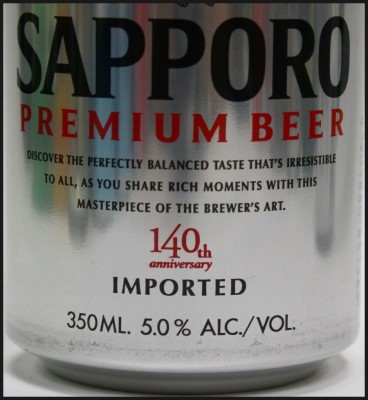 SAPPORO
PREMIUM BEER
DISCOVER THE PERFECTLY BALANCED TASTE THAT'S IRRESISTIBLE
TO ALL, AS YOU SHARE RICH MOMENTS WITH THIS
MASTERPIECE OF THE BREWER'S ART.
140th
anniversary
IMPORTED
350ML. 5.0% ALC./VOL.